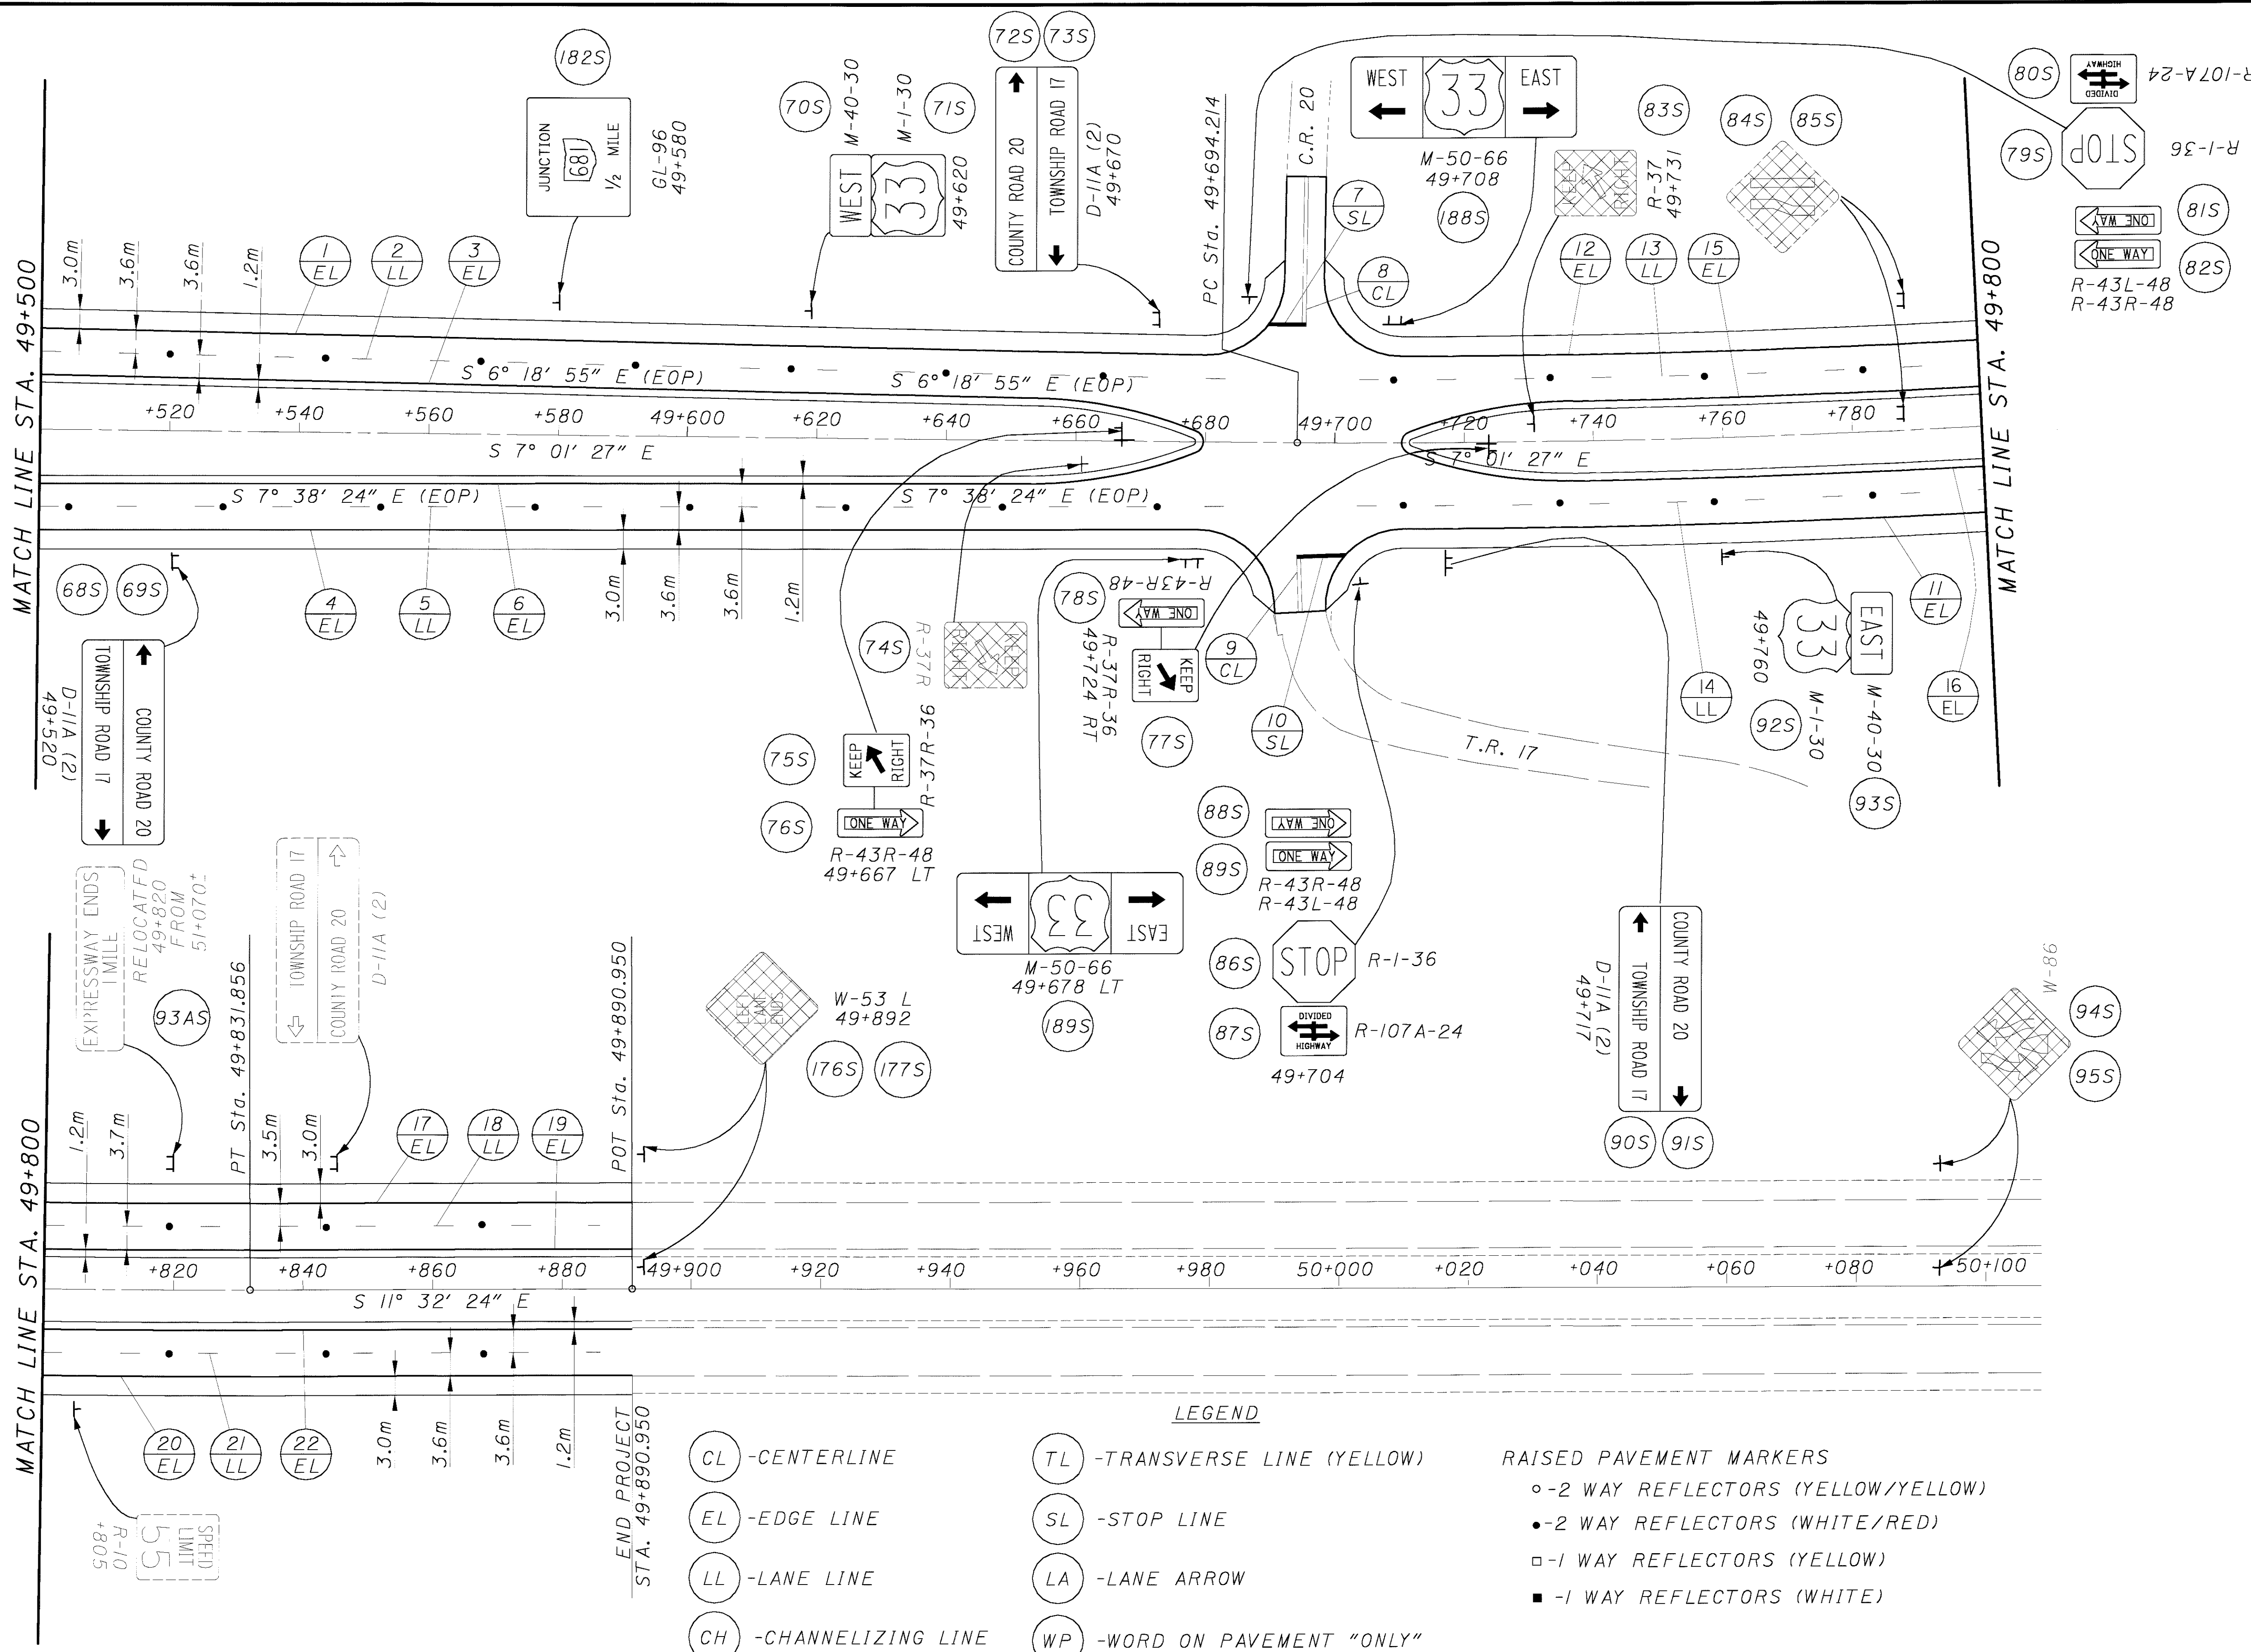 MATCH LINE STA. 49+500
3.0m
3.6m
3.6m
1.2m
1
EL
2
LL
3
EL
182S
JUNCTION
681
1/2 MILE
GL-96
49+580
70S
M-40-30
M-1-30
71S
WEST
33
49+620
72S
73S
COUNTY ROAD 20
TOWNSHIP ROAD 17
D-11A (2)
49+670
PC Sta. 49+694.214
C.R. 20
WEST
33
EAST
M-50-66
49+708
188S
7
SL
8
CL
83S
KEEP
RIGHT
R-37
49+731
84S
85S
12
EL
13
LL
15
EL
80S
DIVIDED
HIGHWAY
R-107A-24
79S
STOP
R-1-36
81S
ONE WAY
ONE WAY
82S
R-43L-48
R-43R-48
MATCH LINE STA. 49+800
S 6° 18' 55" E (EOP)
S 6° 18' 55" E (EOP)
+520
+540
+560
+580
49+600
+620
+640
+660
+680
49+700
+720
+740
+760
+780
S 7° 01' 27" E
S 7° 01' 27" E
S 7° 38' 24" E (EOP)
S 7° 38' 24" E (EOP)
68S
69S
TOWNSHIP ROAD 17
COUNTY ROAD 20
D-11A (2)
49+520
4
EL
5
LL
6
EL
3.0m
3.6m
3.6m
1.2m
74S
R-37R
KEEP
RIGHT
75S
KEEP
RIGHT
R-37R-36
76S
ONE WAY
R-43R-48
49+667 LT
78S
R-43R-48
ONE WAY
KEEP
RIGHT
R-37R-36
49+724 RT
77S
9
CL
10
SL
T.R. 17
14
LL
11
EL
16
EL
EAST
33
49+760
92S
M-1-30
M-40-30
93S
WEST
33
EAST
M-50-66
49+678 LT
189S
88S
ONE WAY
ONE WAY
89S
R-43R-48
R-43L-48
86S
STOP
R-1-36
87S
DIVIDED
HIGHWAY
R-107A-24
49+704
D-11A (2)
49+717
TOWNSHIP ROAD 17
COUNTY ROAD 20
90S
91S
W-98
94S
95S
MATCH LINE STA. 49+800
EXPRESSWAY ENDS
1 MILE
RELOCATED
49+820
FROM
51+070±
93AS
PT Sta. 49+831.856
TOWNSHIP ROAD 17
COUNTY ROAD 20
D-11A (2)
1.2m
3.7m
3.5m
3.0m
17
EL
18
LL
19
EL
POT Sta. 49+890.950
LEFT
LANE
ENDS
W-53 L
49+892
176S
177S
+820
+840
+860
+880
49+900
+920
+940
+960
+980
50+000
+020
+040
+060
+080
50+100
S 11° 32' 24" E
20
EL
21
LL
22
EL
3.0m
3.6m
3.6m
1.2m
SPEED
LIMIT
55
R-10
+805
END PROJECT
STA. 49+890.950
LEGEND
CL -CENTERLINE
EL -EDGE LINE
LL -LANE LINE
CH -CHANNELIZING LINE
TL -TRANSVERSE LINE (YELLOW)
SL -STOP LINE
LA -LANE ARROW
WP -WORD ON PAVEMENT "ONLY"
RAISED PAVEMENT MARKERS
-2 WAY REFLECTORS (YELLOW/YELLOW)
-2 WAY REFLECTORS (WHITE/RED)
-1 WAY REFLECTORS (YELLOW)
-1 WAY REFLECTORS (WHITE)